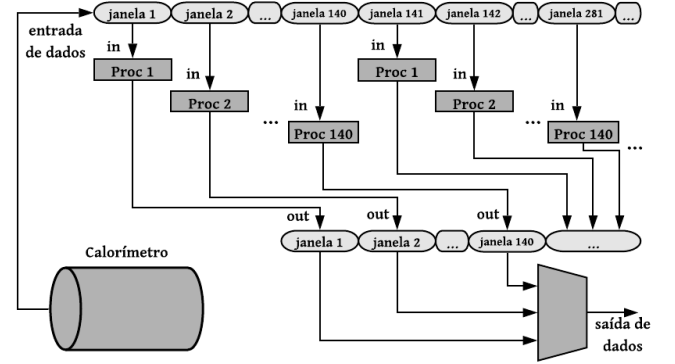 janela 1 janela 2 ... janela 140 janela 141 janela 142 ... janela 281 ...
entrada
de dados
in in in in in in
Proc 1 Proc 1
Proc 2 Proc 2
... ...
Proc 140 Proc 140
...
out out out
janela 1 janela 2 ... janela 140 ...
Calorímetro
saída de
dados